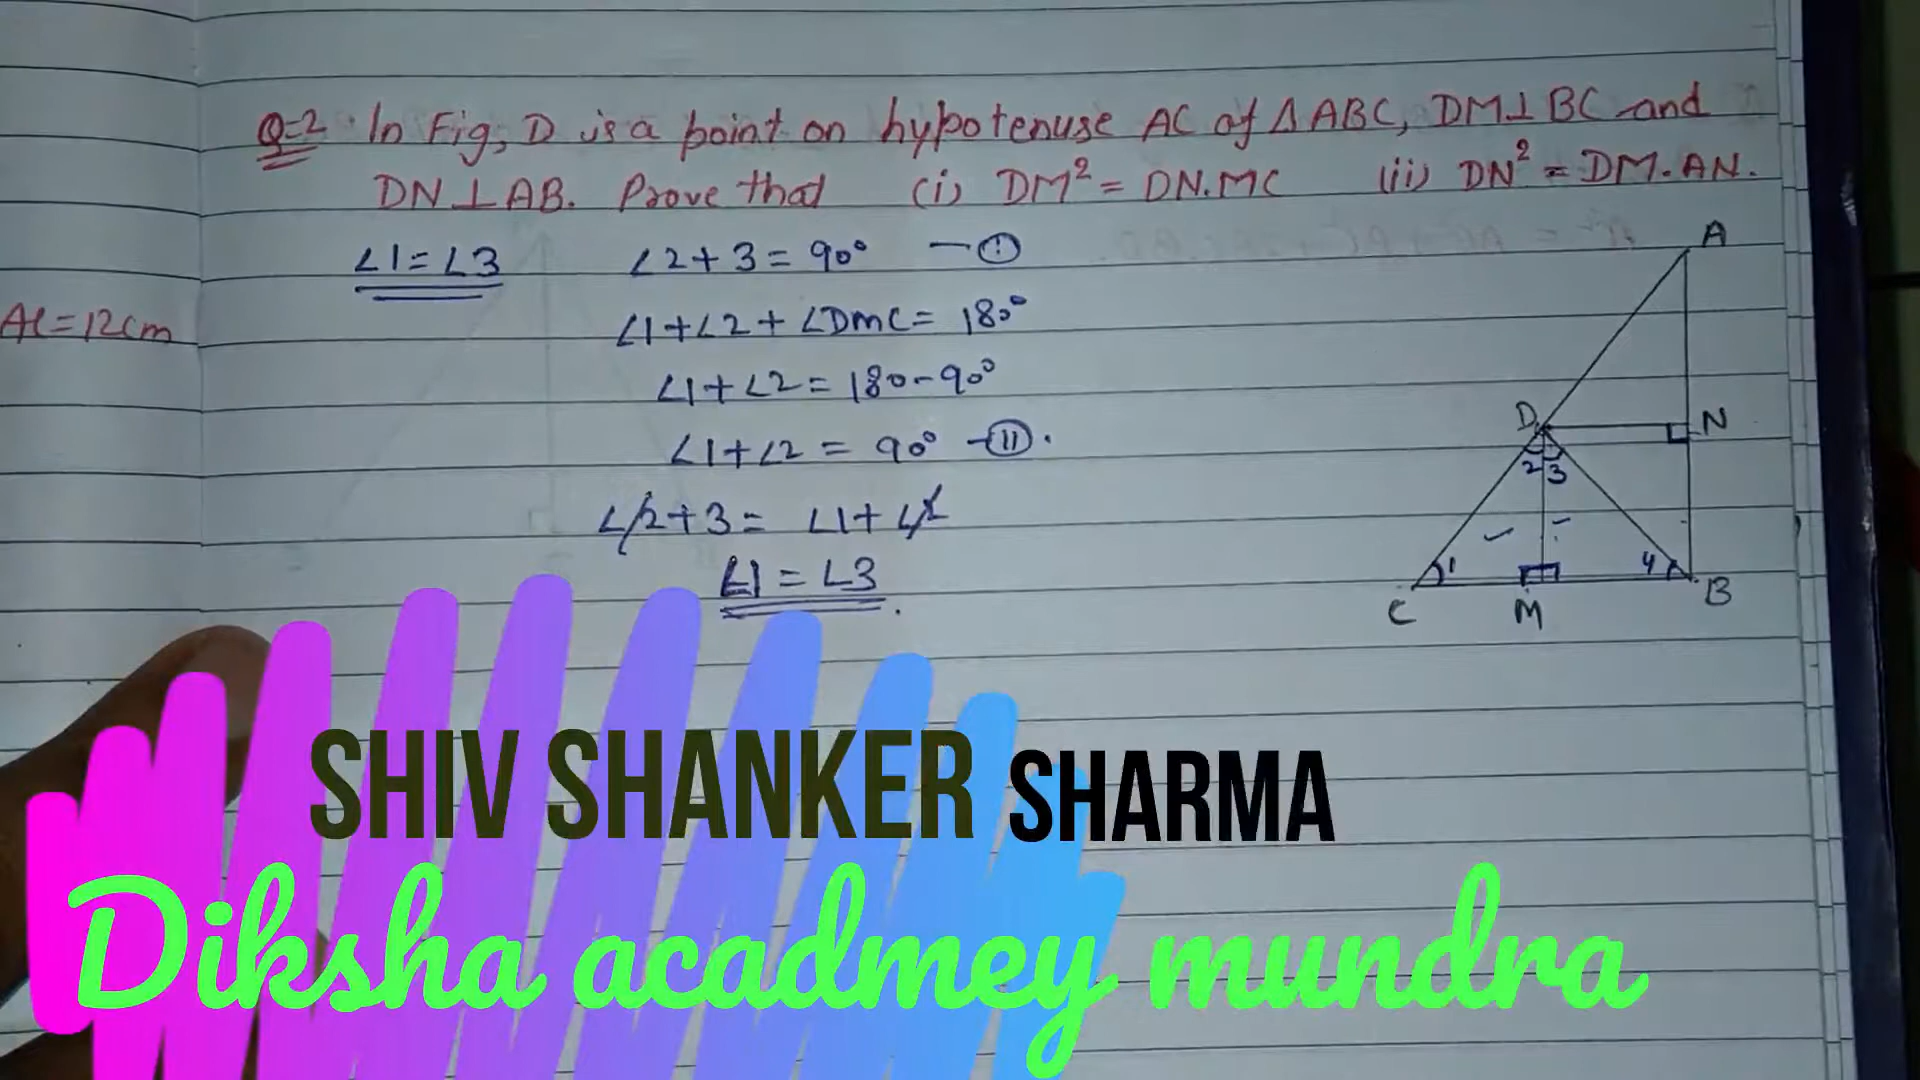 Q=2 In Fig, D is a point on hypotenuse AC of ΔABC, DM⊥BC and
DN⊥AB. Prove that (i) DM² = DN.MC (ii) DN² = DM.AN.
∠1=∠3 ∠2+3=90° —(I)
AC=12cm
∠1+∠2+∠DMC=180°
∠1+∠2=180-90°
∠1+∠2=90° —(II).
∠2+3=∠1+∠2
∠1=∠3.
A
D
N
2 3
1
4
C
M
B
SHIV SHANKER SHARMA
Diksha acadmey mundra